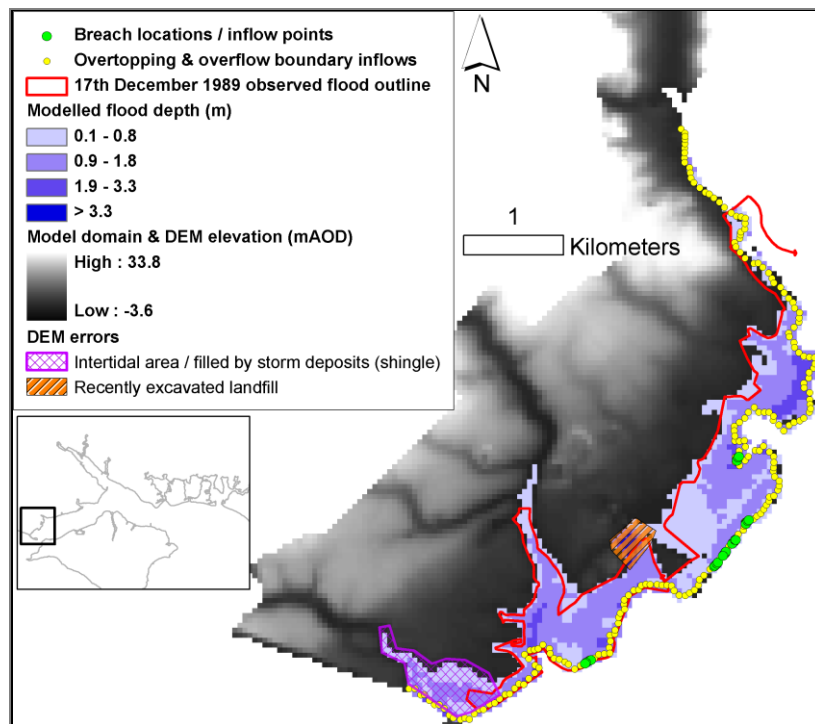 Breach locations / inflow points
Overtopping & overflow boundary inflows
17th December 1989 observed flood outline
Modelled flood depth (m)
0.1 - 0.8
0.9 - 1.8
1.9 - 3.3
> 3.3
Model domain & DEM elevation (mAOD)
High : 33.8
Low : -3.6
DEM errors
Intertidal area / filled by storm deposits (shingle)
Recently excavated landfill
N
1
Kilometers